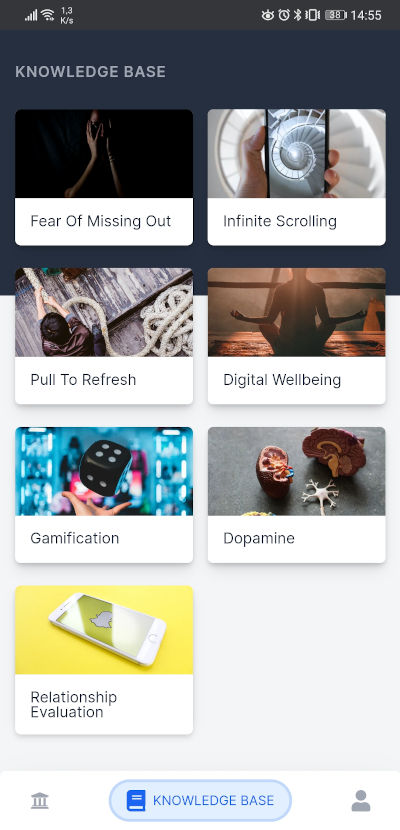 1,3
K/s
38
14:55
KNOWLEDGE BASE
Fear Of Missing Out
Infinite Scrolling
Pull To Refresh
Digital Wellbeing
Gamification
Dopamine
Relationship
Evaluation
KNOWLEDGE BASE